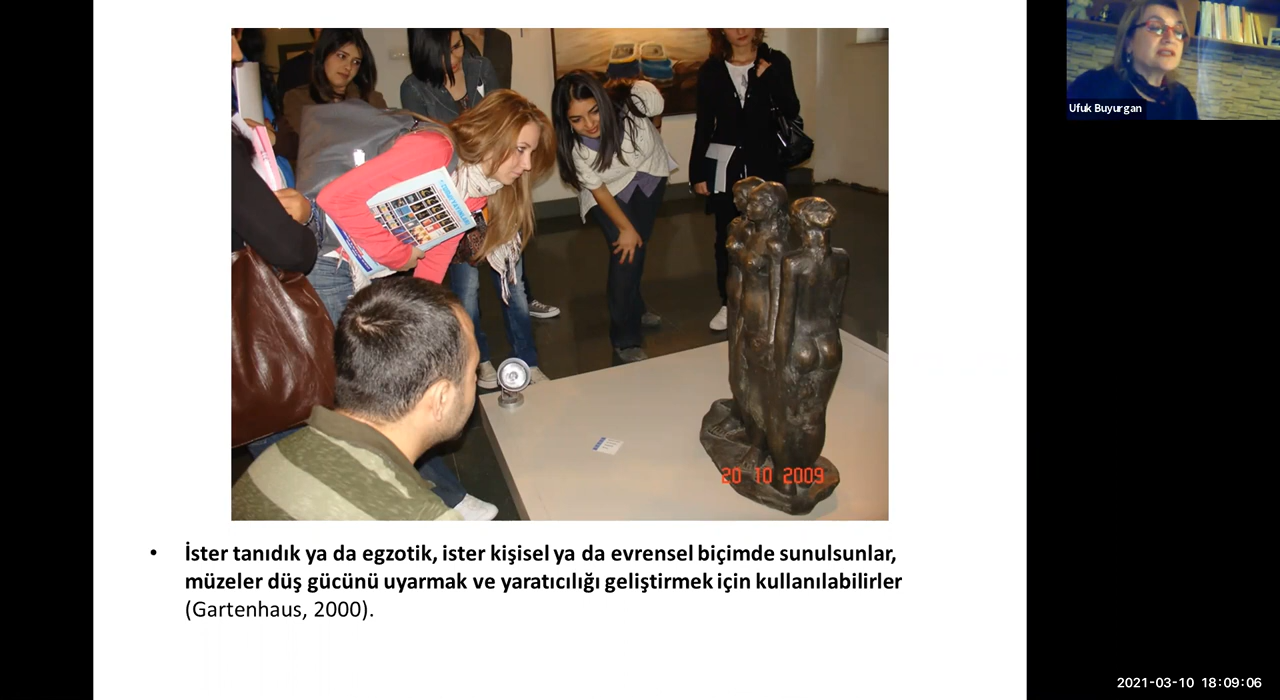 Ufuk Buyurgan
20 10 2009
• İster tanıdık ya da egzotik, ister kişisel ya da evrensel biçimde sunulsunlar,
müzeler düş gücünü uyarmak ve yaratıcılığı geliştirmek için kullanılabilirler
(Gartenhaus, 2000).
2021-03-10 18:09:06